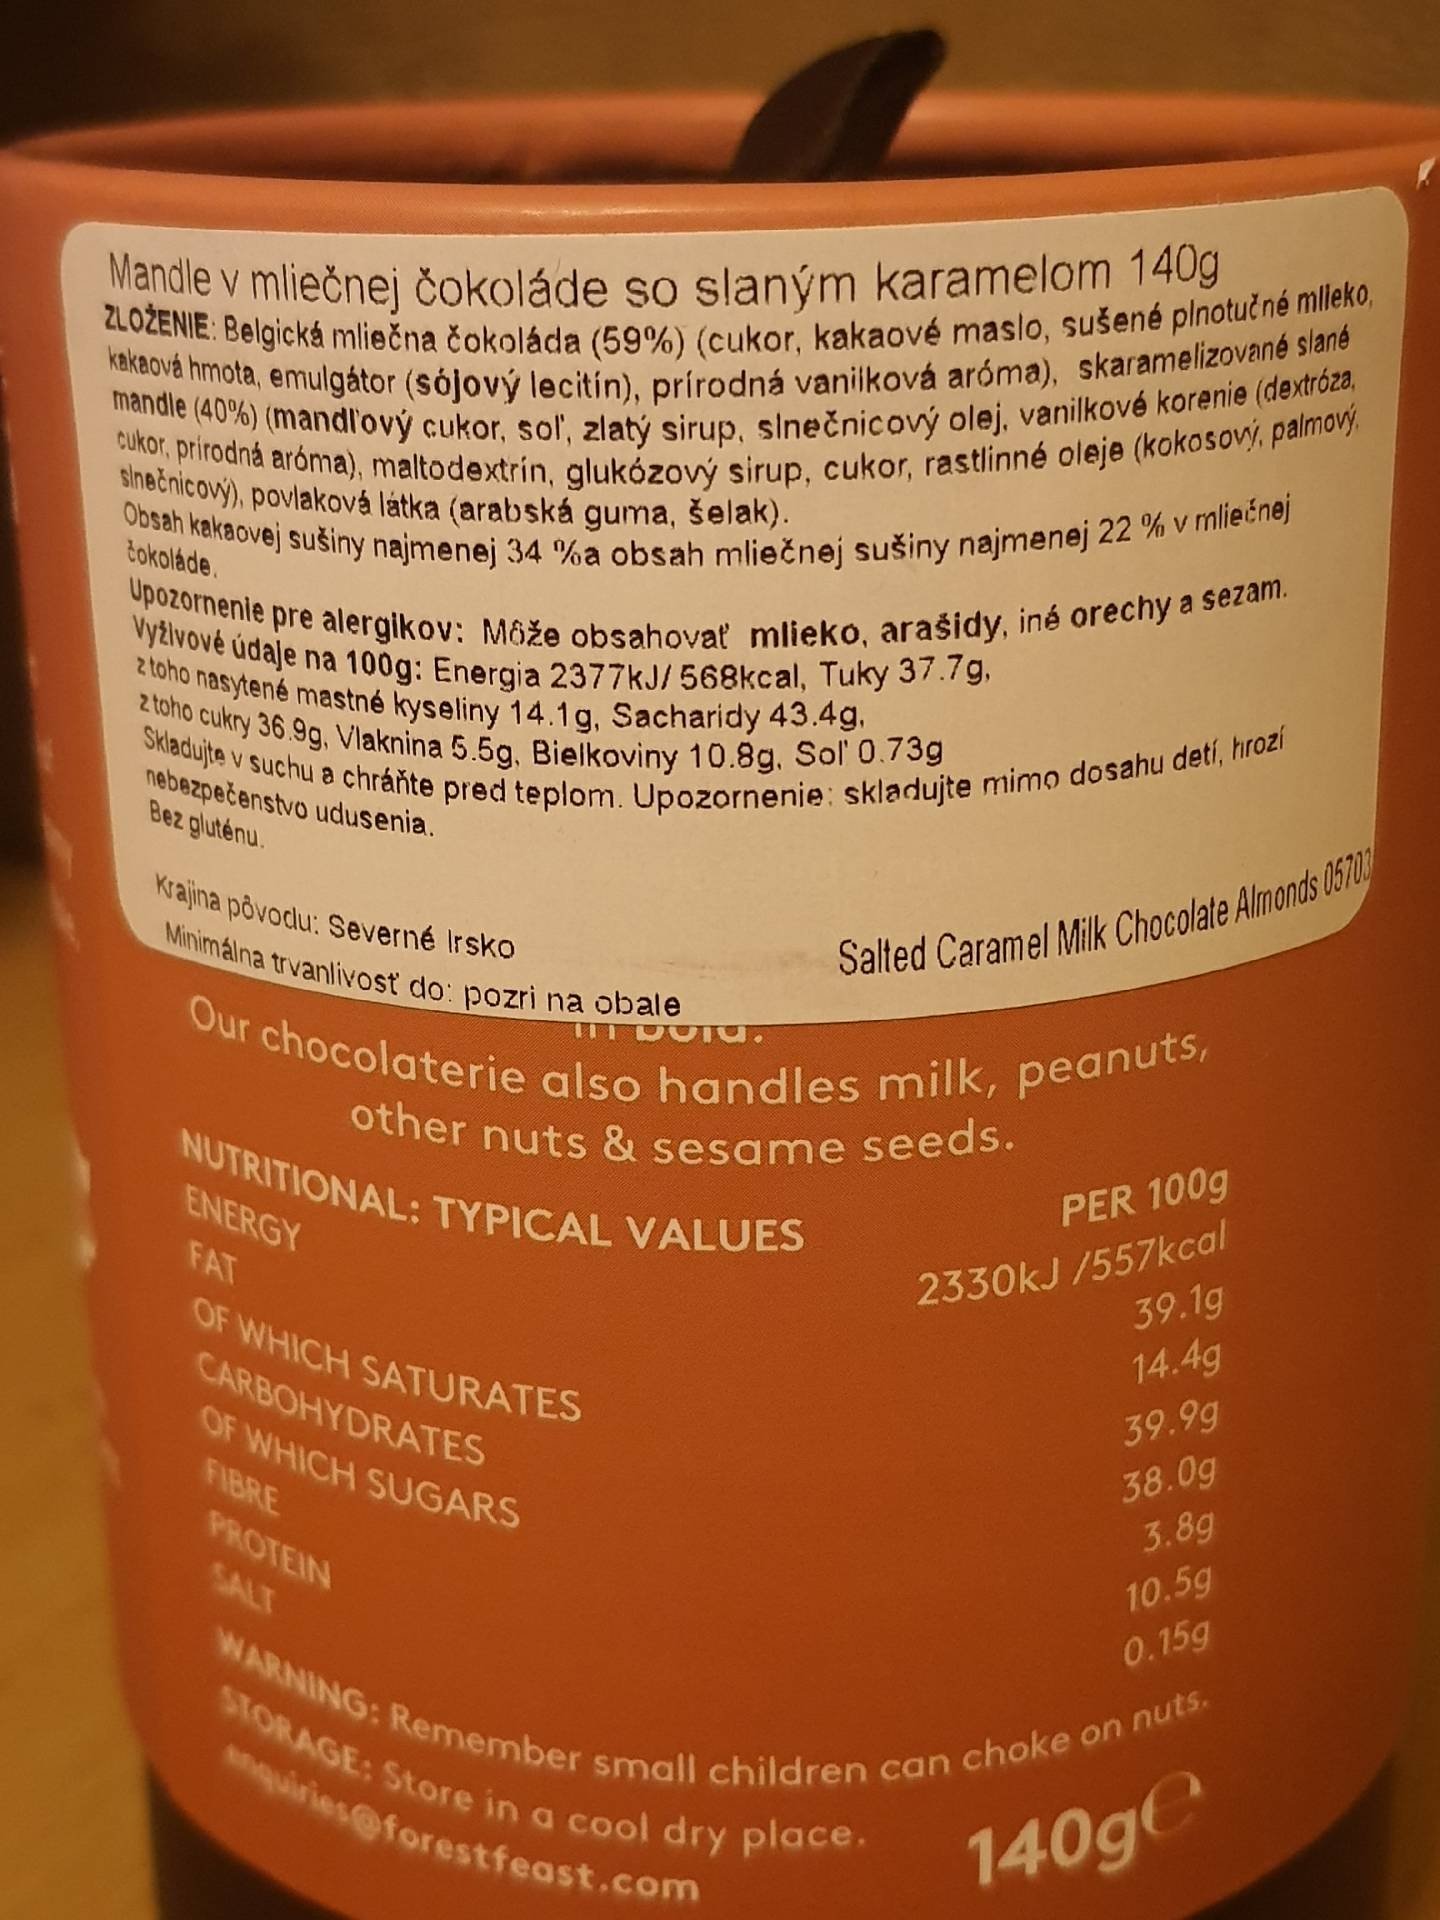 Mandle v mliečnej čokoláde so slaným karamelom 140g
ZLOŽENIE: Belgická mliečna čokoláda (59%) (cukor, kakaové maslo, sušené plnotučné mlieko,
kakaová hmota, emulgátor (sójový lecitín), prírodná vanilková aróma), skaramelizované slané
mandle (40%) (mandľový cukor, soľ, zlatý sirup, slnečnicový olej, vanilkové korenie (dextróza,
cukor, prírodná aróma), maltodextrín, glukózový sirup, cukor, rastlinné oleje (kokosový, palmový,
slnečnicový), povlaková látka (arabská guma, šelak).
Obsah kakaovej sušiny najmenej 34 %a obsah mliečnej sušiny najmenej 22 % v mliečnej
čokoláde.
Upozornenie pre alergikov: Môže obsahovať mlieko, arašidy, iné orechy a sezam.
Vyživové údaje na 100g: Energia 2377kJ/ 568kcal, Tuky 37.7g,
z toho nasytené mastné kyseliny 14.1g, Sacharidy 43.4g,
z toho cukry 36.9g, Vlaknina 5.5g, Bielkoviny 10.8g, Soľ 0.73g
Skladujte v suchu a chráňte pred teplom. Upozornenie: skladujte mimo dosahu detí, hrozí
nebezpečenstvo udusenia.
Bez gluténu.
Krajina pôvodu: Severné Irsko
Minimálna trvanlivosť do: pozri na obale
Salted Caramel Milk Chocolate Almonds 05703
in bold.
Our chocolaterie also handles milk, peanuts,
other nuts & sesame seeds.
NUTRITIONAL: TYPICAL VALUES PER 100g
ENERGY 2330kJ /557kcal
FAT 39.1g
OF WHICH SATURATES 14.4g
CARBOHYDRATES 39.9g
OF WHICH SUGARS 38.0g
FIBRE 3.8g
PROTEIN 10.5g
SALT 0.15g
WARNING: Remember small children can choke on nuts.
STORAGE: Store in a cool dry place.
enquiries@forestfeast.com
140g℮